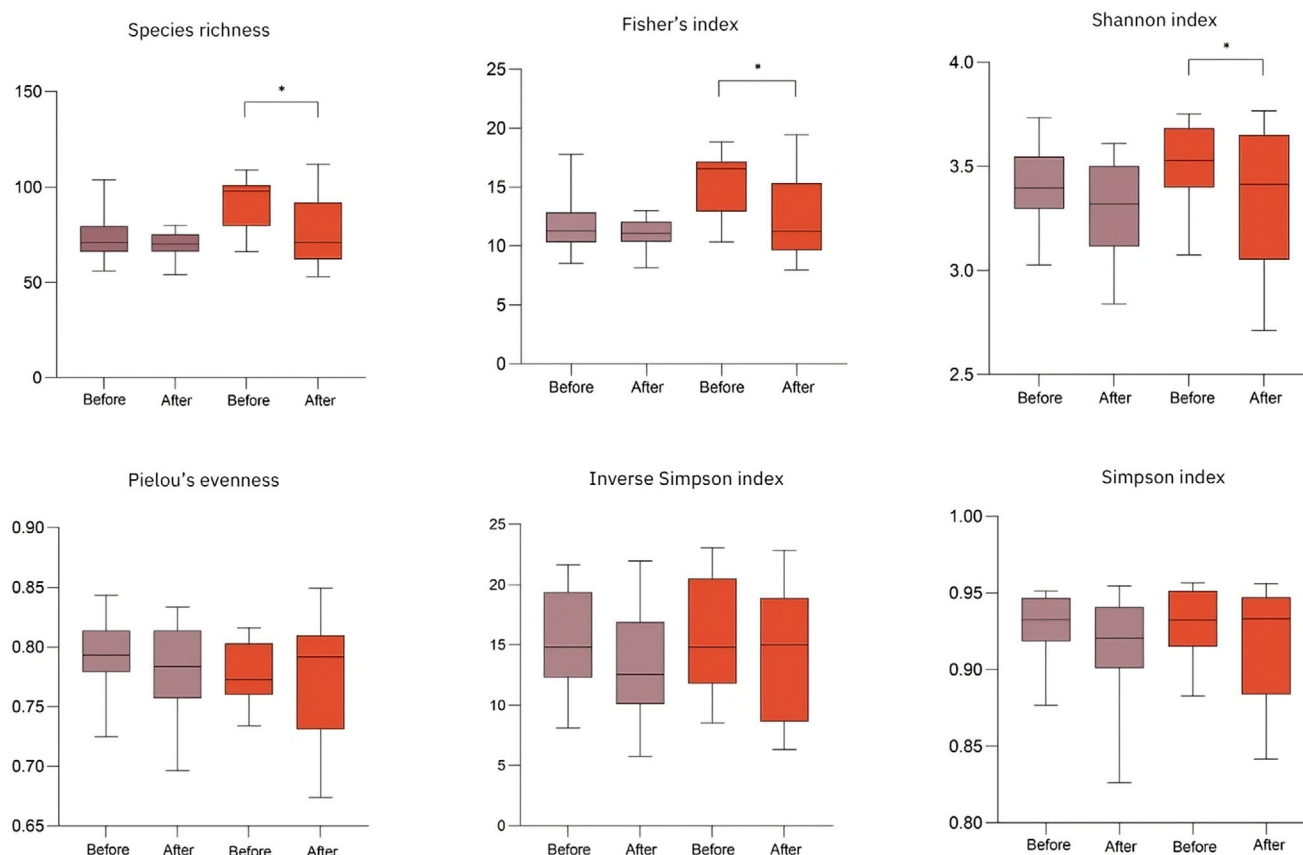 Species richness
150
100
50
0
*
Before After Before After
Fisher's index
25
20
15
10
5
0
*
Before After Before After
Shannon index
4.0
3.5
3.0
2.5
*
Before After Before After
Pielou's evenness
0.90
0.85
0.80
0.75
0.70
0.65
Before After Before After
Inverse Simpson index
25
20
15
10
5
0
Before After Before After
Simpson index
1.00
0.95
0.90
0.85
0.80
Before After Before After